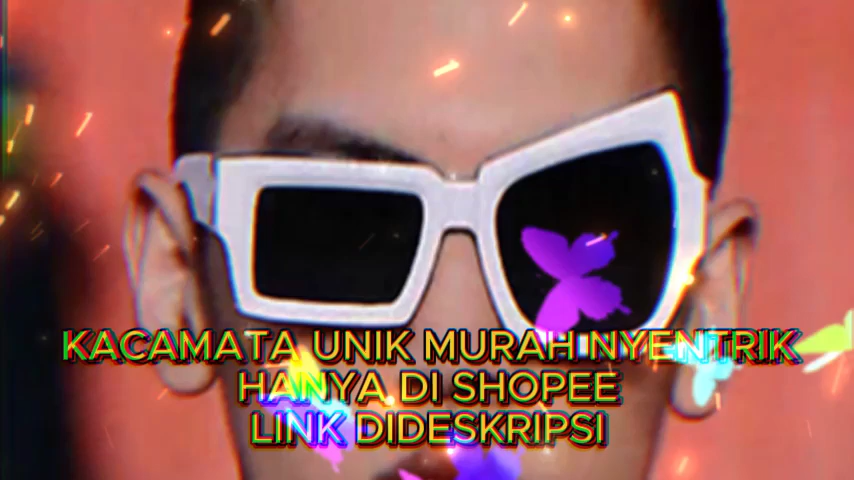 KACAMATA UNIK MURAH NYENTRIK
HANYA DI SHOPEE
LINK DIDESKRIPSI